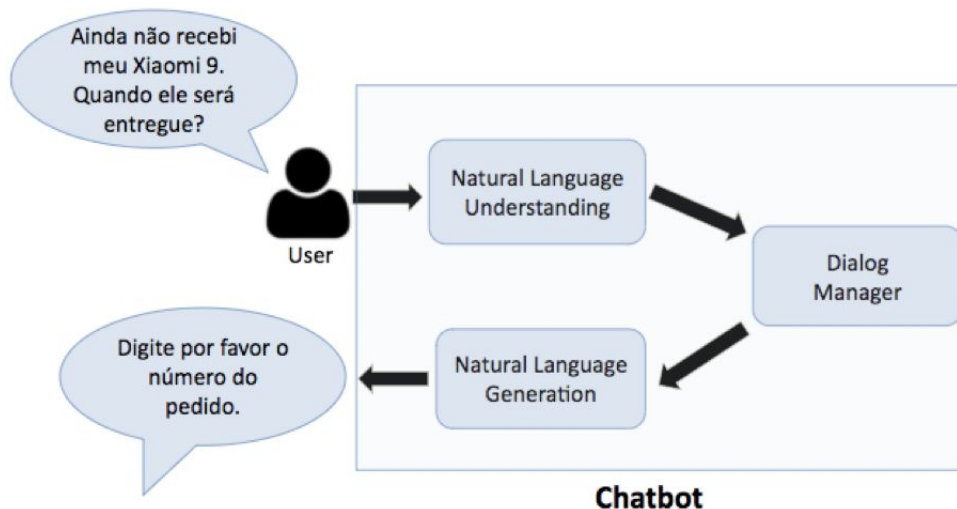 Ainda não recebi
meu Xiaomi 9.
Quando ele será
entregue?
User
Natural Language
Understanding
Dialog
Manager
Natural Language
Generation
Digite por favor o
número do
pedido.
Chatbot